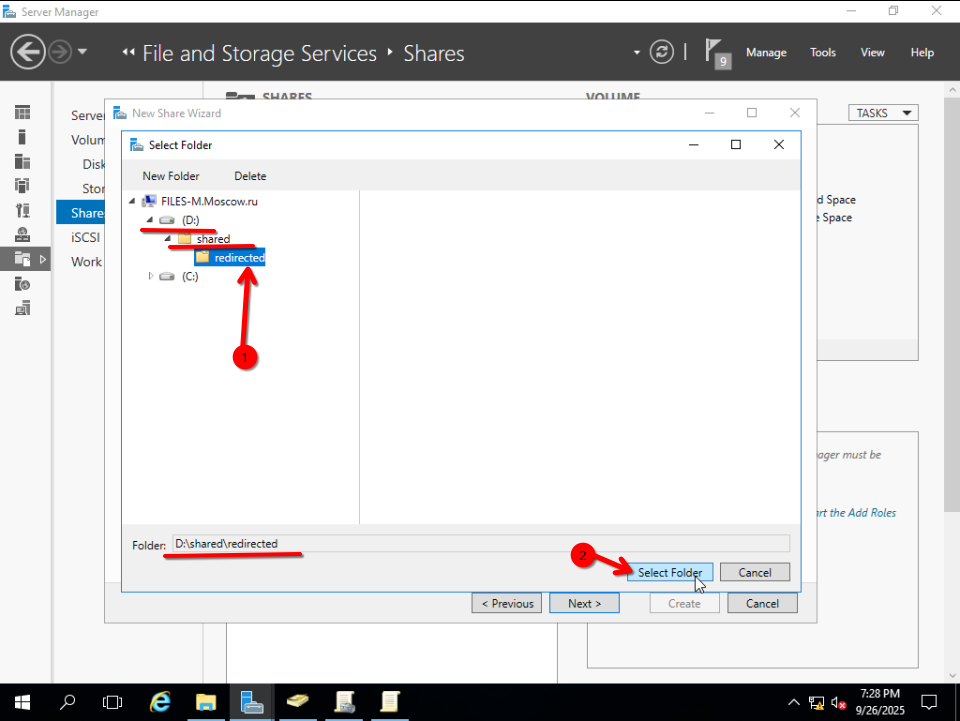 Server Manager
File and Storage Services
Shares
9
Manage
Tools
View
Help
SHARES
VOLUME
TASKS
Server
Volum
Disk
Stor
Share
iSCSI
Work
New Share Wizard
Select Folder
New Folder
Delete
FILES-M.Moscow.ru
(D:)
shared
redirected
(C:)
1
d Space
e Space
ager must be
art the Add Roles
Folder: D:\shared\redirected
2
Select Folder
Cancel
< Previous
Next >
Create
Cancel
7:28 PM
9/26/2025